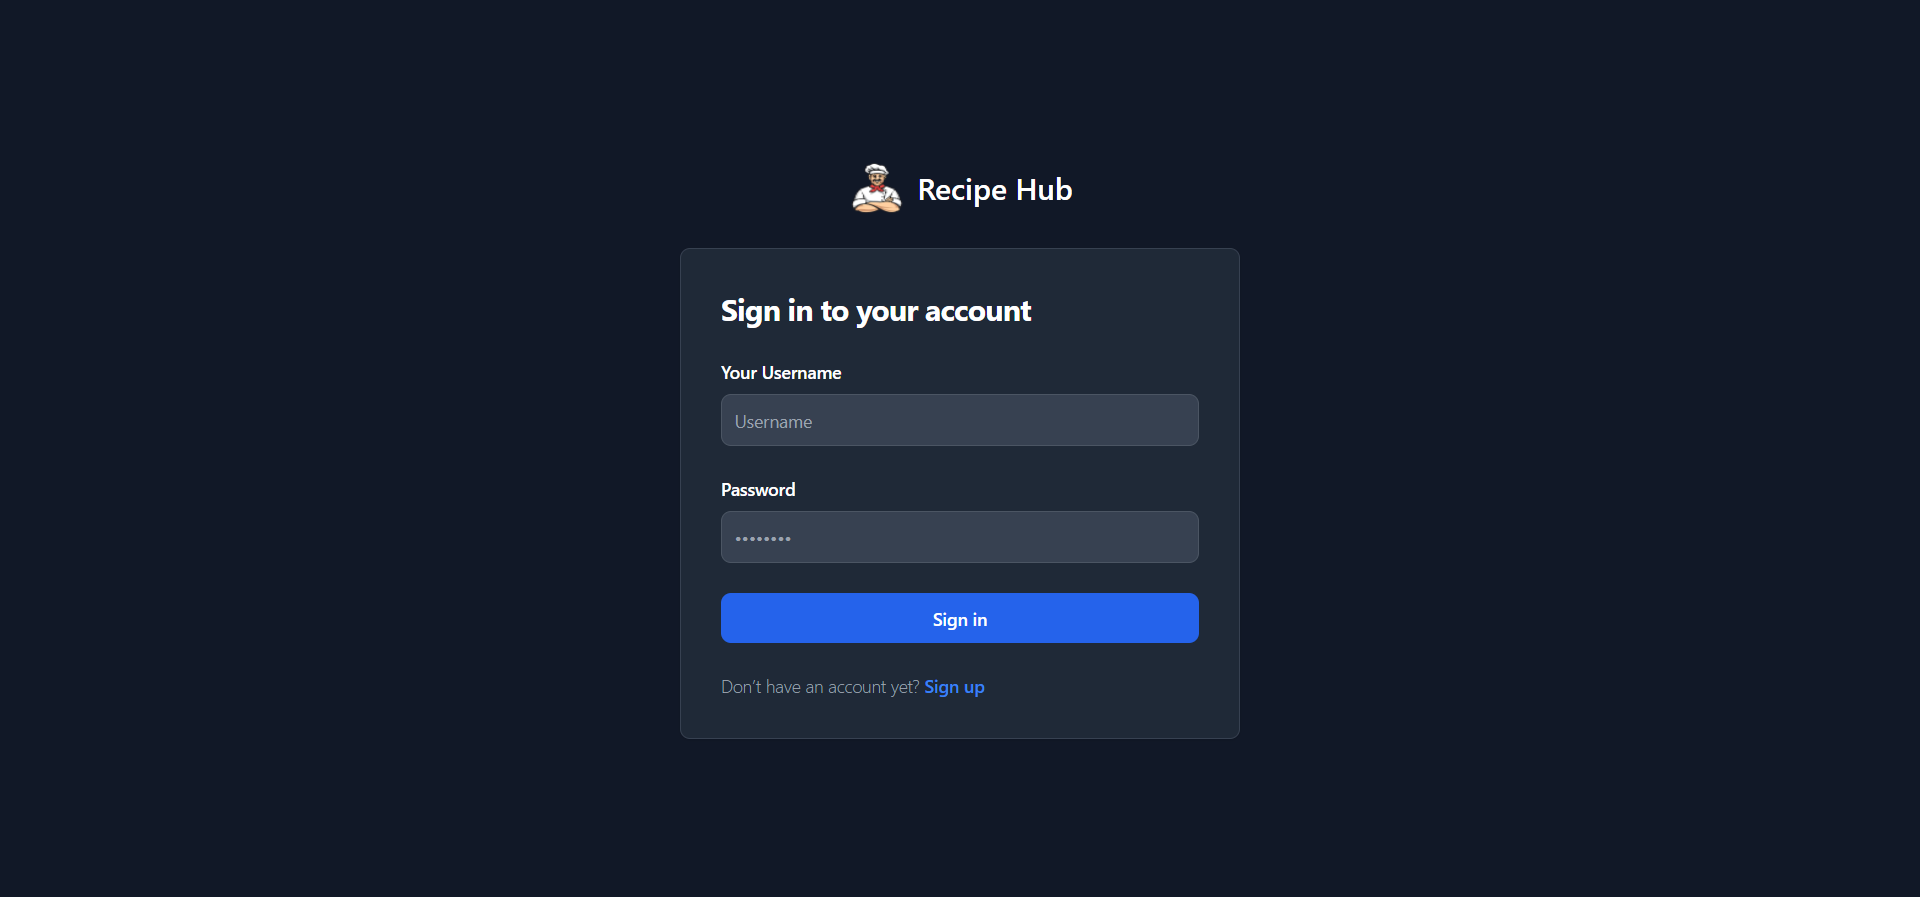 Recipe Hub
Sign in to your account
Your Username
Username
Password
••••••••
Sign in
Don’t have an account yet? Sign up